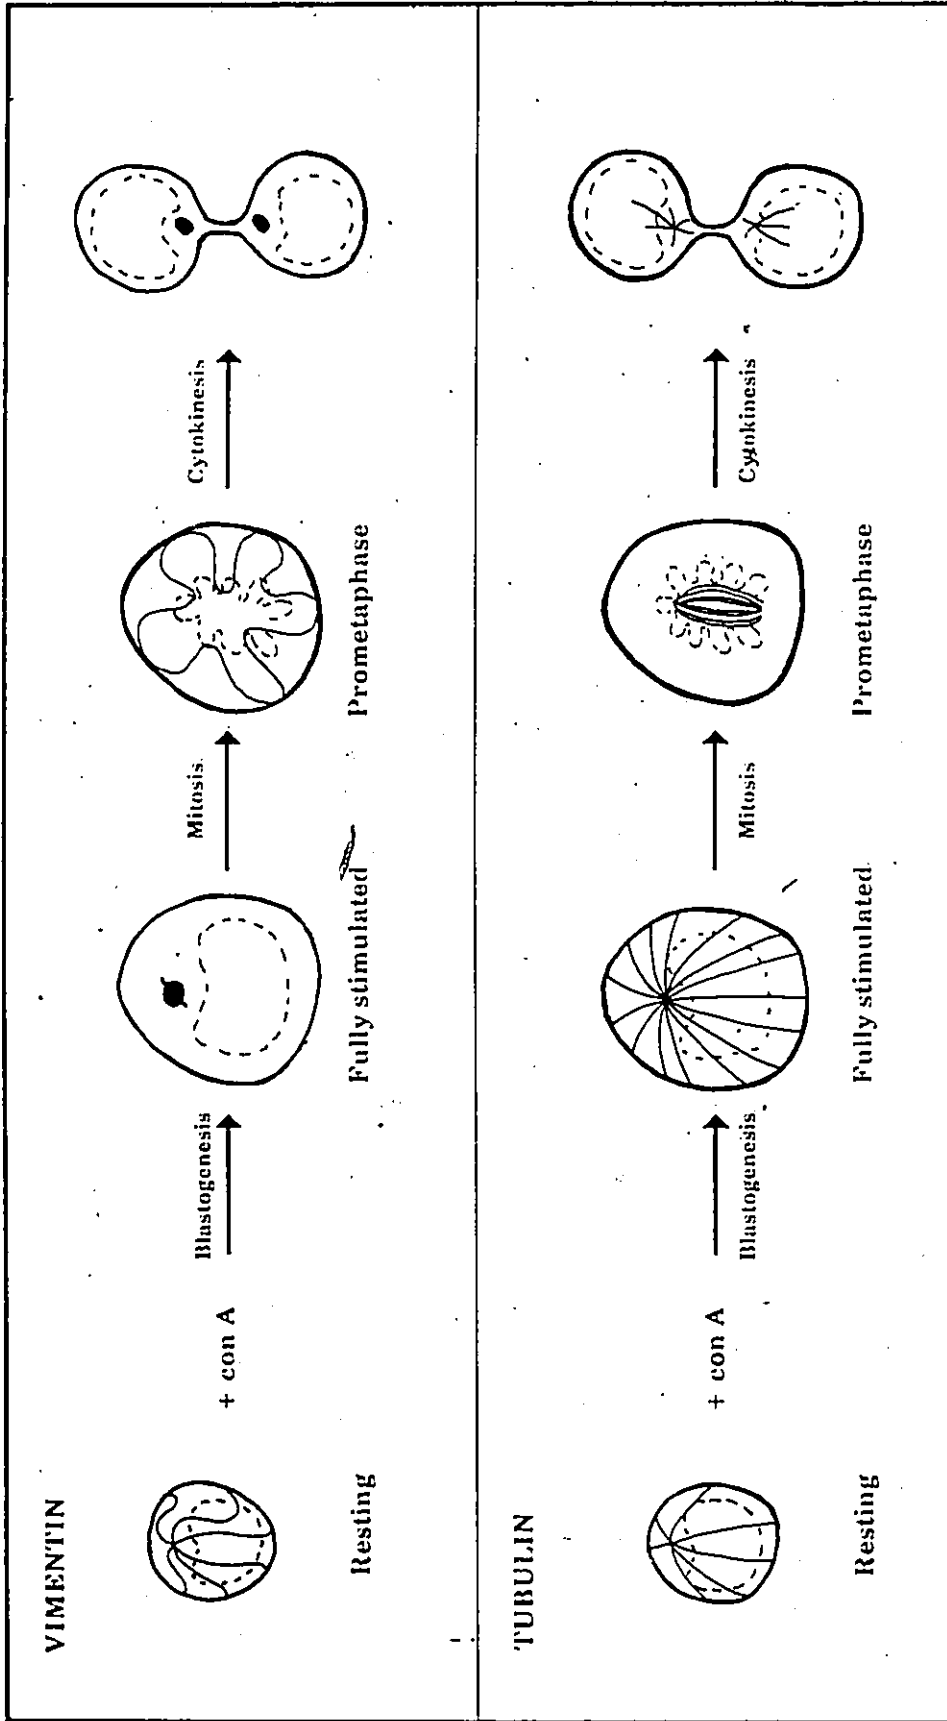 VIMENTIN
+ con A
Blastogenesis
Mitosis
Cytokinesis
Resting
Fully stimulated
Prometaphase
TUBULIN
+ con A
Blastogenesis
Mitosis
Cytokinesis
Resting
Fully stimulated
Prometaphase